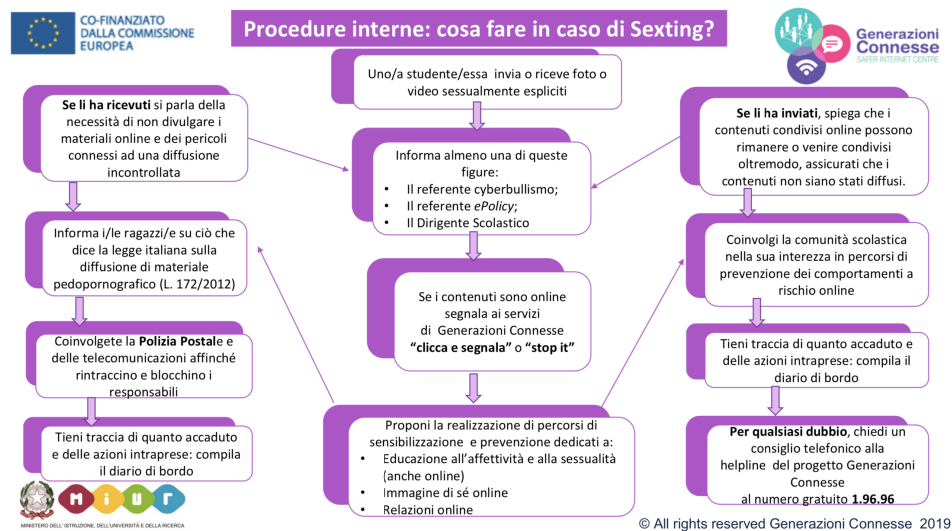 CO-FINANZIATO
DALLA COMMISSIONE
EUROPEA
Procedure interne: cosa fare in caso di Sexting?
Generazioni
Connesse
SAFER INTERNET CENTRE
Uno/a studente/essa invia o riceve foto o
video sessualmente espliciti
Se li ha ricevuti si parla della
necessità di non divulgare i
materiali online e dei pericoli
connessi ad una diffusione
incontrollata
Informa i/le ragazzi/e su ciò che
dice la legge italiana sulla
diffusione di materiale
pedopornografico (L. 172/2012)
Coinvolgete la Polizia Postale e
delle telecomunicazioni affinché
rintraccino e blocchino i
responsabili
Tieni traccia di quanto accaduto
e delle azioni intraprese: compila
il diario di bordo
Informa almeno una di queste
figure:
• Il referente cyberbullismo;
• Il referente ePolicy;
• Il Dirigente Scolastico
Se i contenuti sono online
segnala ai servizi
di Generazioni Connesse
“clicca e segnala” o “stop it”
Proponi la realizzazione di percorsi di
sensibilizzazione e prevenzione dedicati a:
• Educazione all’affettività e alla sessualità
(anche online)
• Immagine di sé online
• Relazioni online
Se li ha inviati, spiega che i
contenuti condivisi online possono
rimanere o venire condivisi
oltremodo, assicurati che i
contenuti non siano stati diffusi.
Coinvolgi la comunità scolastica
nella sua interezza in percorsi di
prevenzione dei comportamenti a
rischio online
Tieni traccia di quanto accaduto e
delle azioni intraprese: compila il
diario di bordo
Per qualsiasi dubbio, chiedi un
consiglio telefonico alla
helpline del progetto Generazioni
Connesse
al numero gratuito 1.96.96
miur
MINISTERO DELL’ISTRUZIONE, DELL’UNIVERSITÀ E DELLA RICERCA
© All rights reserved Generazioni Connesse 2019